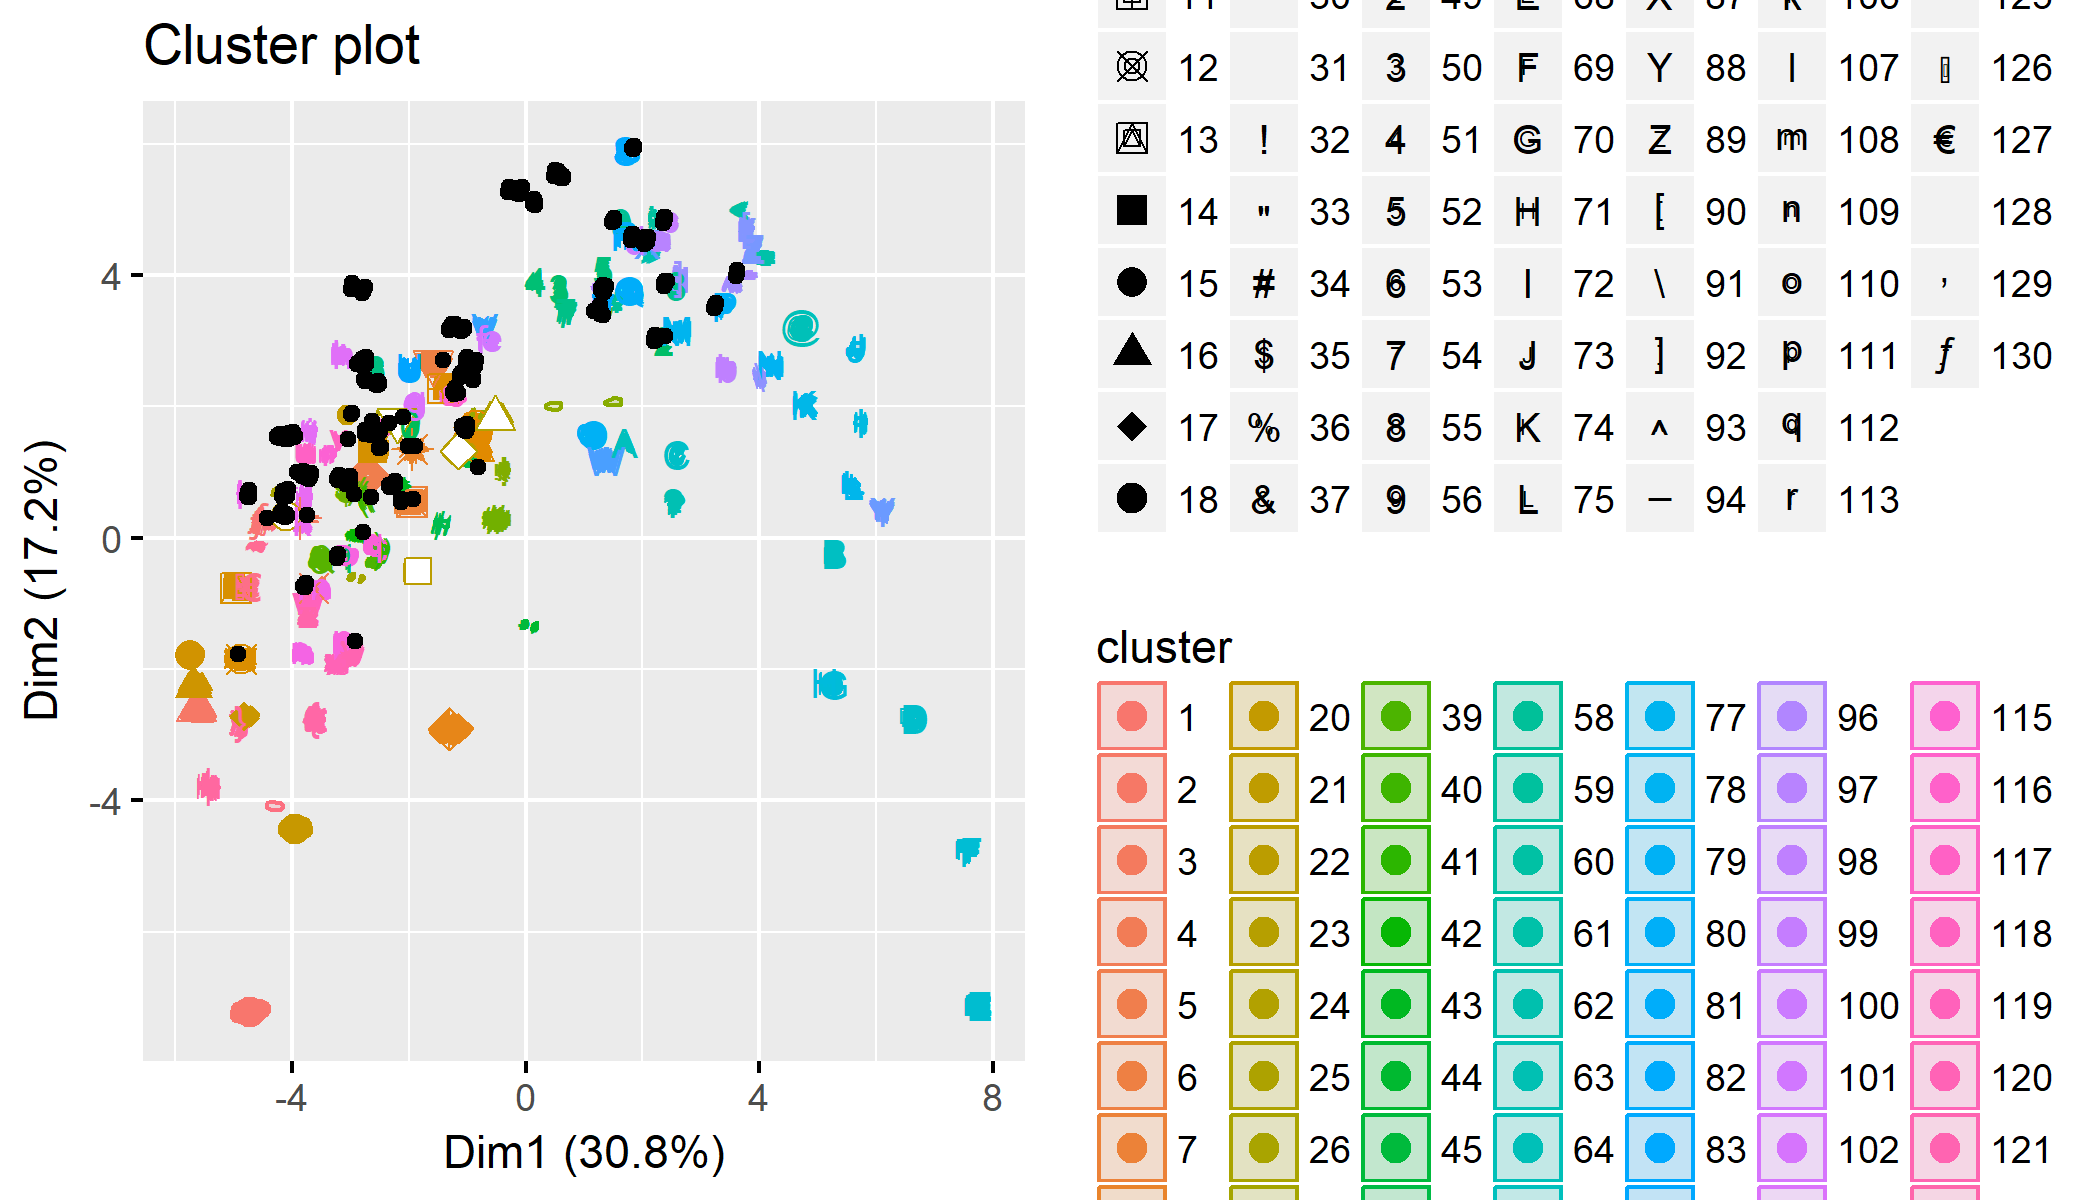 Cluster plot
12 31 3 50 F 69 Y 88 l 107 126
13 ! 32 4 51 G 70 Z 89 m 108 € 127
14 " 33 5 52 H 71 [ 90 n 109 128
15 # 34 6 53 I 72 \ 91 o 110 , 129
16 $ 35 7 54 J 73 ] 92 p 111 ƒ 130
17 % 36 8 55 K 74 ^ 93 q 112
18 & 37 9 56 L 75 _ 94 r 113
4
0
-4
Dim2 (17.2%)
-4 0 4 8
Dim1 (30.8%)
cluster
1 20 39 58 77 96 115
2 21 40 59 78 97 116
3 22 41 60 79 98 117
4 23 42 61 80 99 118
5 24 43 62 81 100 119
6 25 44 63 82 101 120
7 26 45 64 83 102 121